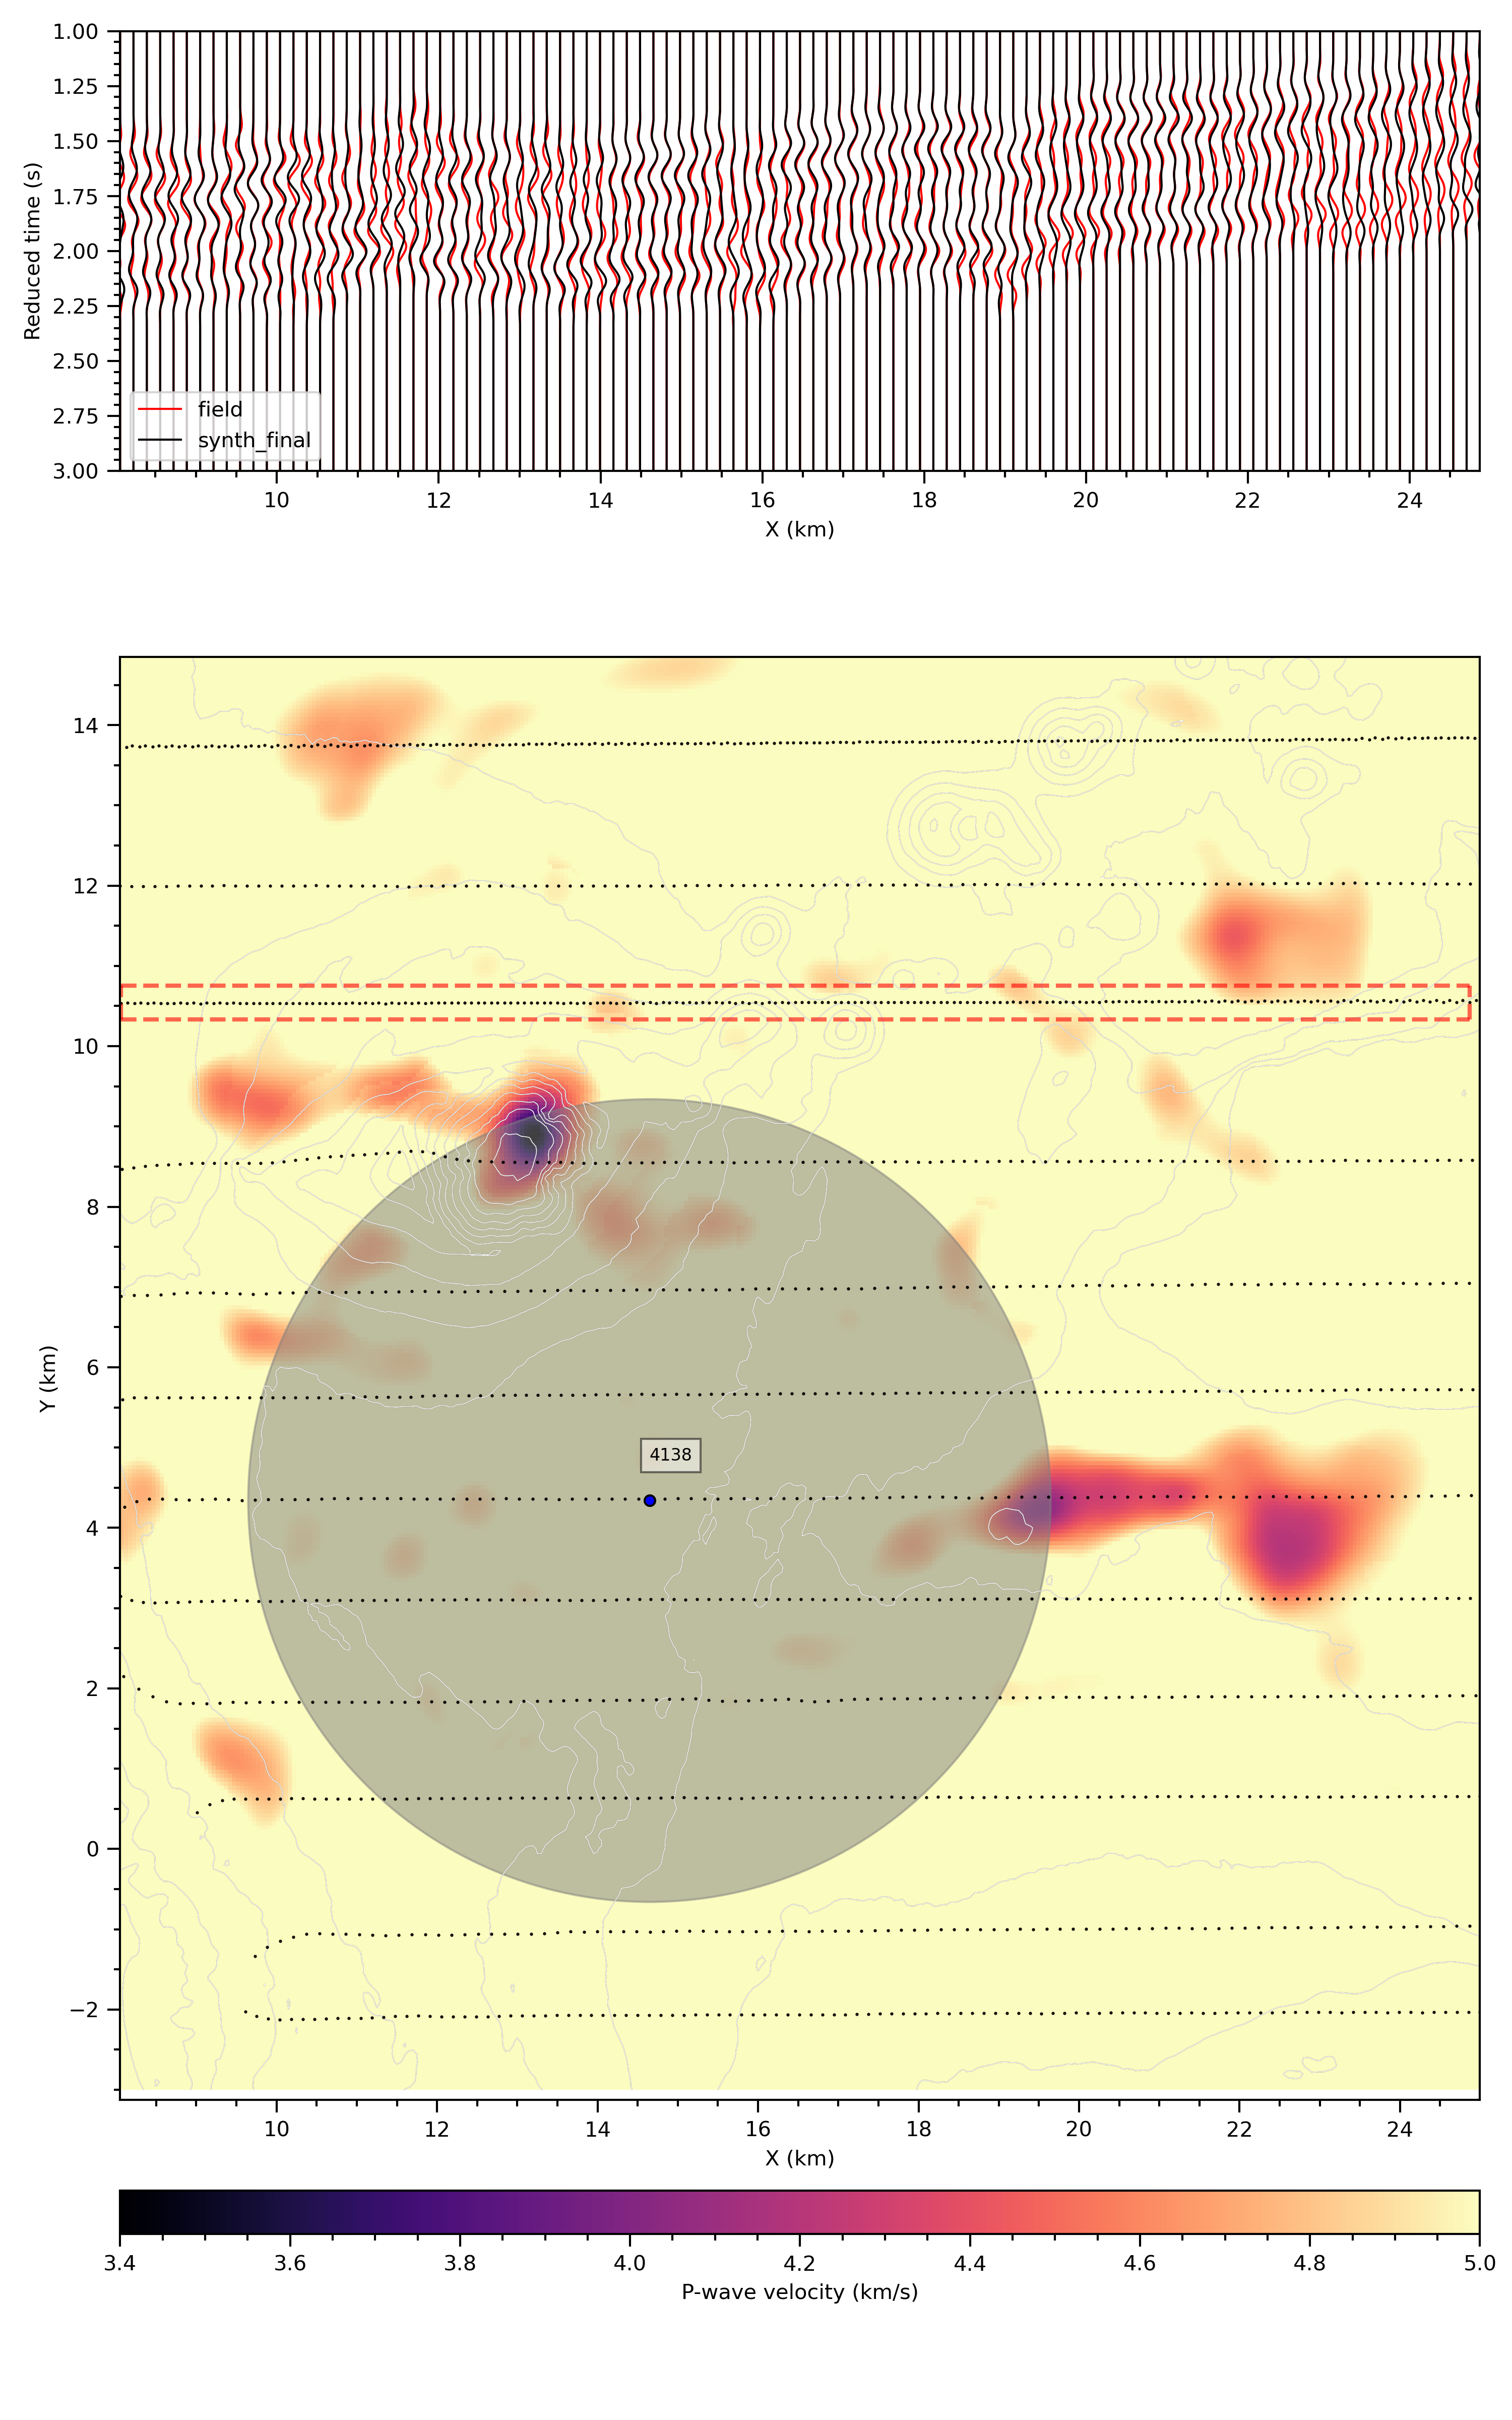 1.00
1.25
1.50
1.75
2.00
2.25
2.50
2.75
3.00
Reduced time (s)
field
synth_final
10 12 14 16 18 20 22 24
X (km)
14
12
10
8
6
4
2
0
−2
Y (km)
4138
10 12 14 16 18 20 22 24
X (km)
3.4 3.6 3.8 4.0 4.2 4.4 4.6 4.8 5.0
P-wave velocity (km/s)